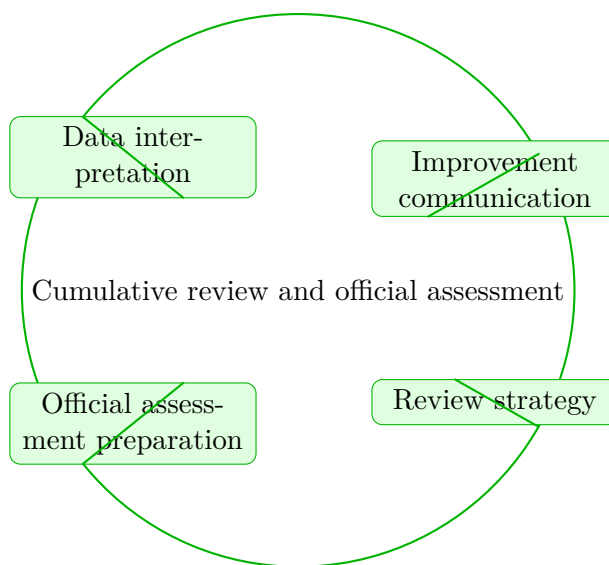 Data inter-
pretation
Improvement
communication
Cumulative review and official assessment
Official assess-
ment preparation
Review strategy